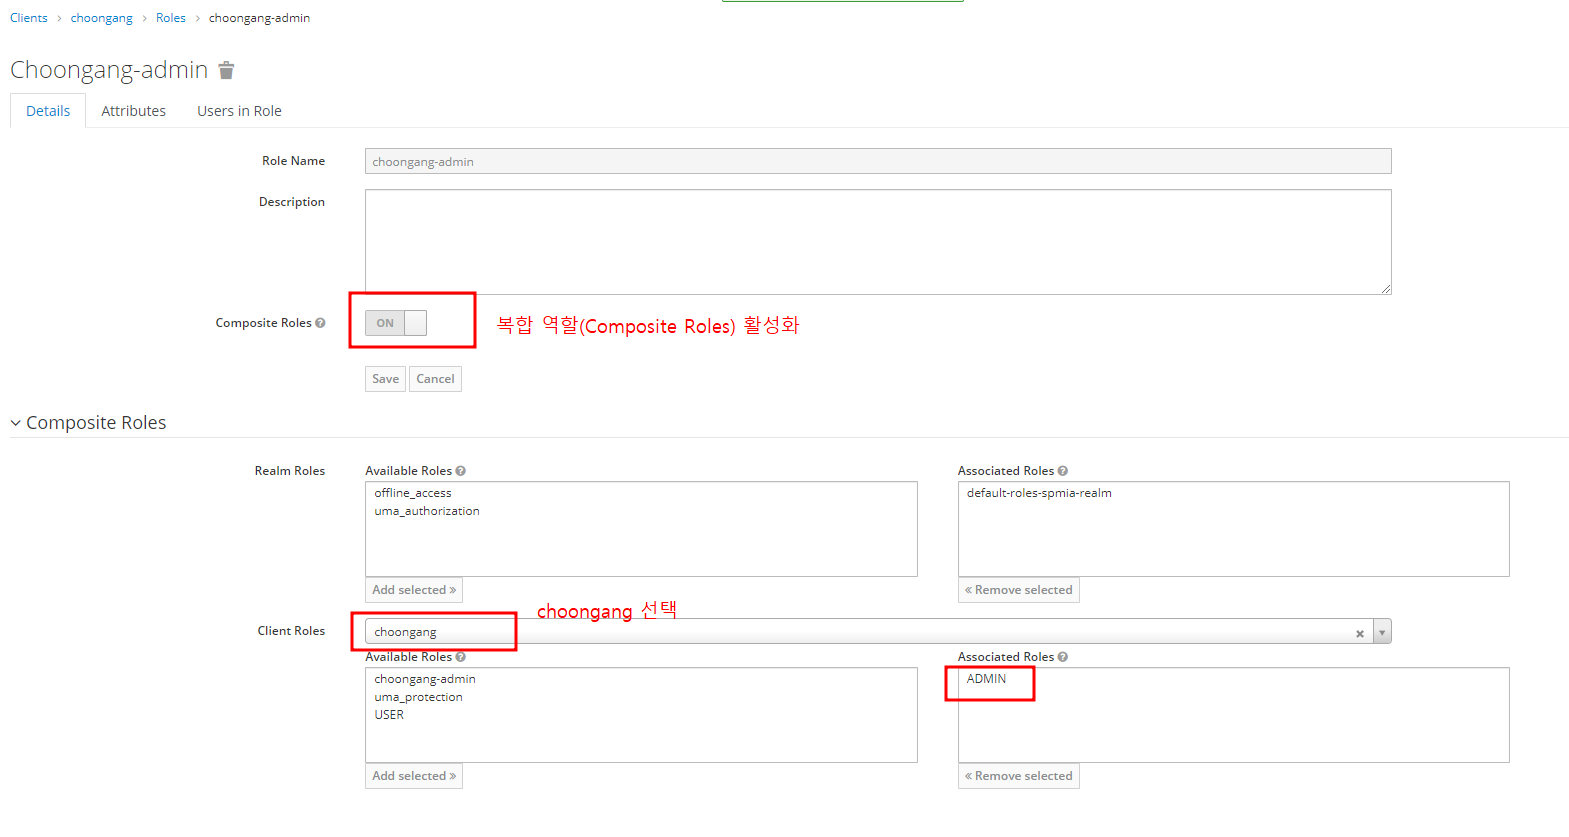 Clients > choongang > Roles > choongang-admin
Choongang-admin
Details Attributes Users in Role
Role Name choongang-admin
Description
Composite Roles ON 복합 역할(Composite Roles) 활성화
Save Cancel
Composite Roles
Realm Roles Available Roles Associated Roles
offline_access default-roles-spmia-realm
uma_authorization
Add selected » « Remove selected
choongang 선택
Client Roles choongang
Available Roles Associated Roles
choongang-admin ADMIN
uma_protection
USER
Add selected » « Remove selected